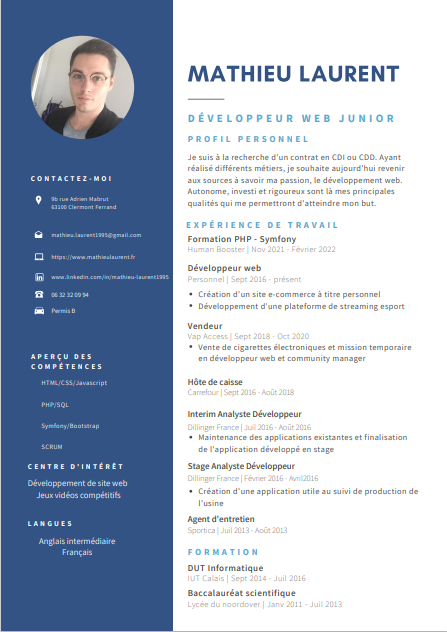 CONTACTEZ-MOI
9b rue Adrien Mabrut
63100 Clermont Ferrand
mathieu.laurent1995@gmail.com
https://www.mathieulaurent.fr
www.linkedin.com/in/mathieu-laurent1995
06 32 32 09 94
Permis B
APERÇU DES
COMPÉTENCES
HTML/CSS/Javascript
PHP/SQL
Symfony/Bootstrap
SCRUM
CENTRE D'INTÉRÊT
Développement de site web
Jeux vidéos compétitifs
LANGUES
Anglais intermédiaire
Français
MATHIEU LAURENT
DÉVELOPPEUR WEB JUNIOR
PROFIL PERSONNEL
Je suis à la recherche d'un contrat en CDI ou CDD. Ayant
réalisé différents métiers, je souhaite aujourd'hui revenir
aux sources à savoir ma passion, le développement web.
Autonome, investi et rigoureux sont là mes principales
qualités qui me permettront d'atteindre mon but.
EXPÉRIENCE DE TRAVAIL
Formation PHP - Symfony
Human Booster | Nov 2021 - Février 2022
Développeur web
Personnel | Sept 2016 - présent
• Création d'un site e-commerce à titre personnel
• Développement d'une plateforme de streaming esport
Vendeur
Vap Access | Sept 2018 - Oct 2020
• Vente de cigarettes électroniques et mission temporaire
en développeur web et community manager
Hôte de caisse
Carrefour | Sept 2016 - Août 2018
Interim Analyste Développeur
Dillinger France | Juil 2016 - Août 2016
• Maintenance des applications existantes et finalisation
de l'application développé en stage
Stage Analyste Développeur
Dillinger France | Février 2016 - Avril2016
• Création d'une application utile au suivi de production de
l'usine
Agent d'entretien
Sportica | Juil 2013 - Août 2013
FORMATION
DUT Informatique
IUT Calais | Sept 2014 - Juil 2016
Baccalauréat scientifique
Lycée du noordover | Janv 2011 - Juil 2013